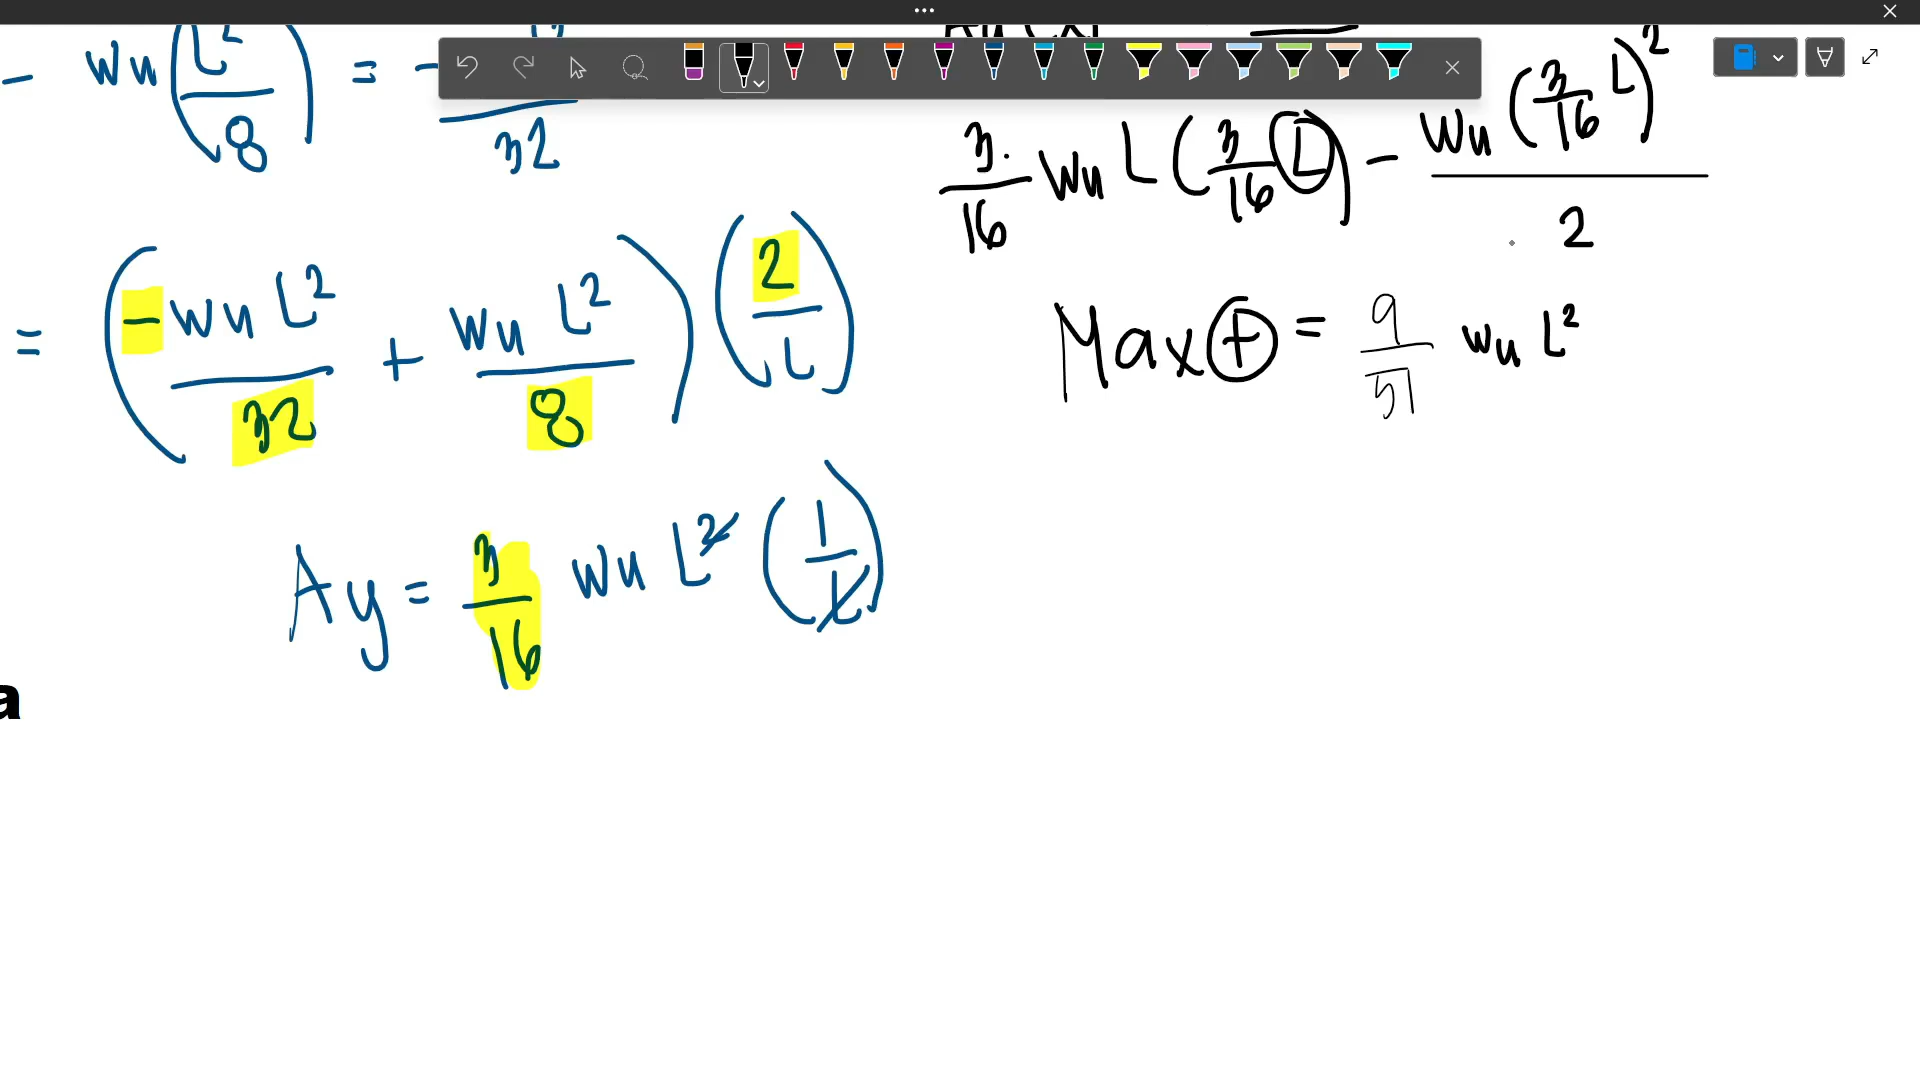 - Wu (L²/8) = - /32
= (- Wu L²/32 + Wu L²/8) (2/L)
Ay = 3/16 Wu L² (1/L)
a
3/16 Wu L (3/16 L) - Wu (3/16 L)²/2
Max + = 9/51 Wu L²